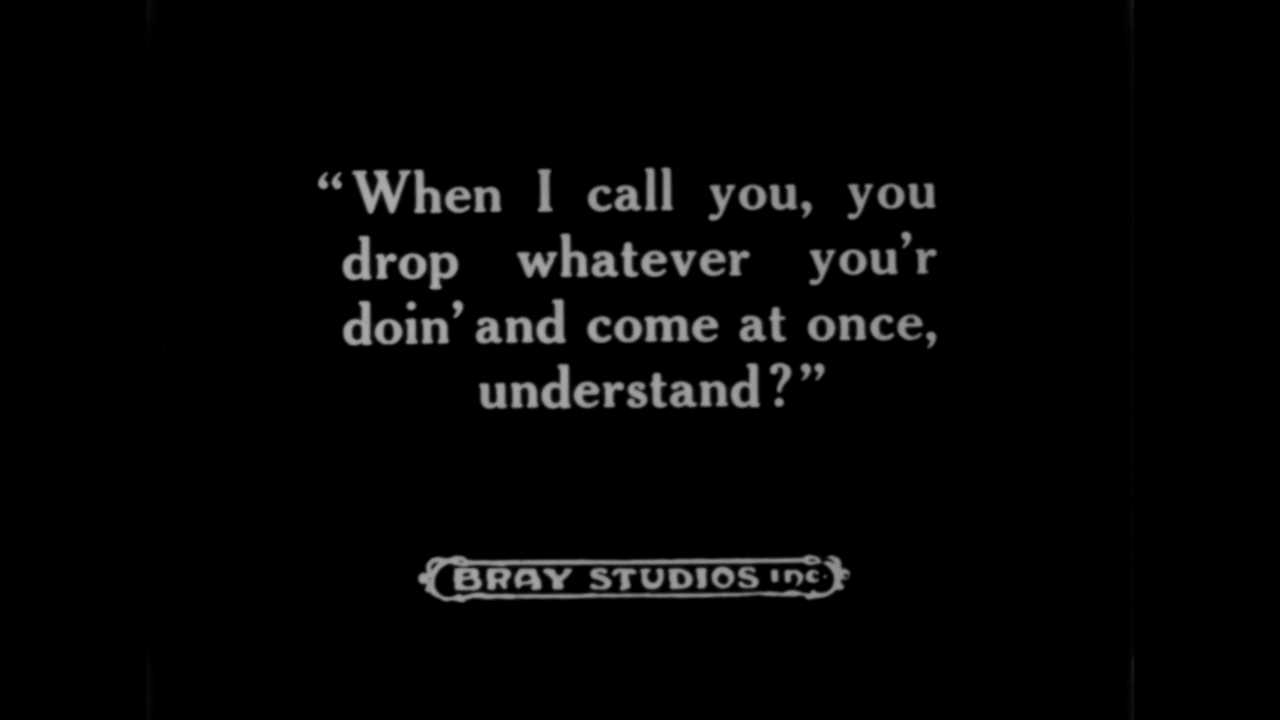 “When I call you, you
drop whatever you’r
doin’ and come at once,
understand?”
BRAY STUDIOS Inc.